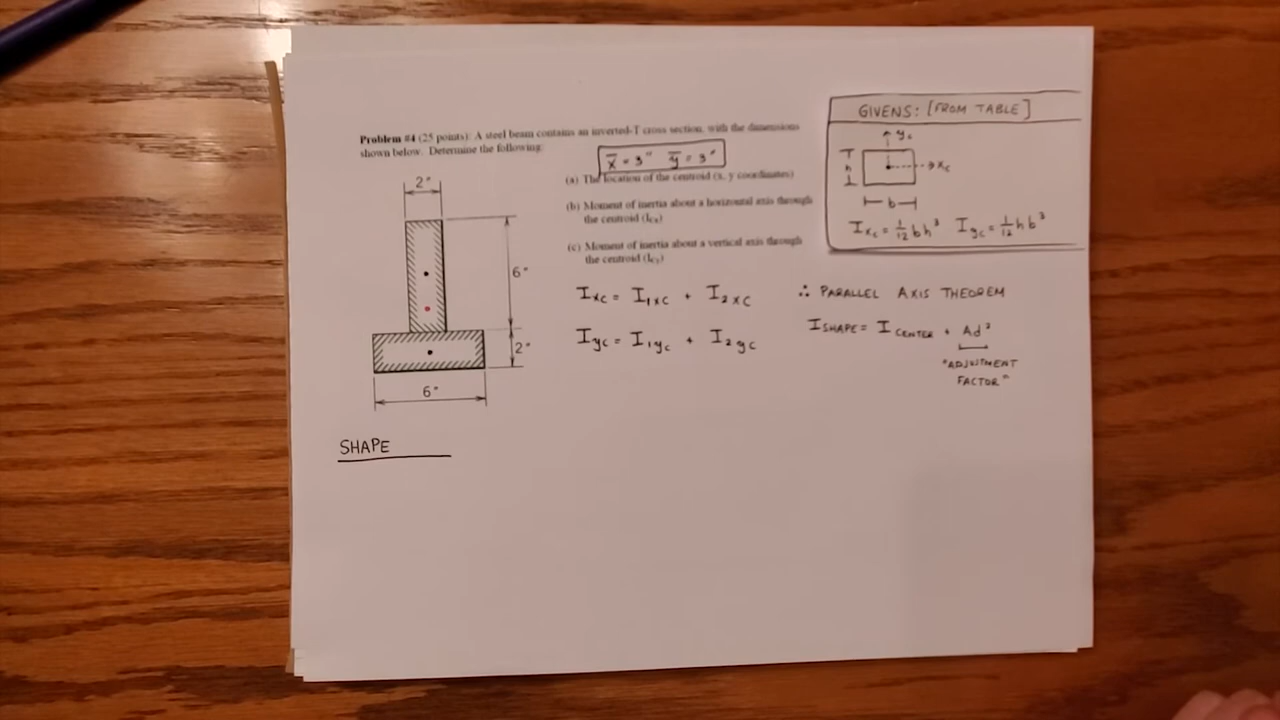 Problem #4 (25 points): A steel beam contains an inverted-T cross section, with the dimensions
shown below. Determine the following:
x̄ = 3" ȳ = 3"
(a) The location of the centroid (x, y coordinates)
(b) Moment of inertia about a horizontal axis through
the centroid (Icx)
(c) Moment of inertia about a vertical axis through
the centroid (Icy)
2"
6"
2"
6"
GIVENS: [FROM TABLE]
yc
h
xc
b
Ixc = 1/12 bh³ Iyc = 1/12 hb³
Ixc = I1xc + I2xc
Iyc = I1yc + I2yc
∴ PARALLEL AXIS THEOREM
ISHAPE = ICENTER + Ad²
"ADJUSTMENT
FACTOR"
SHAPE